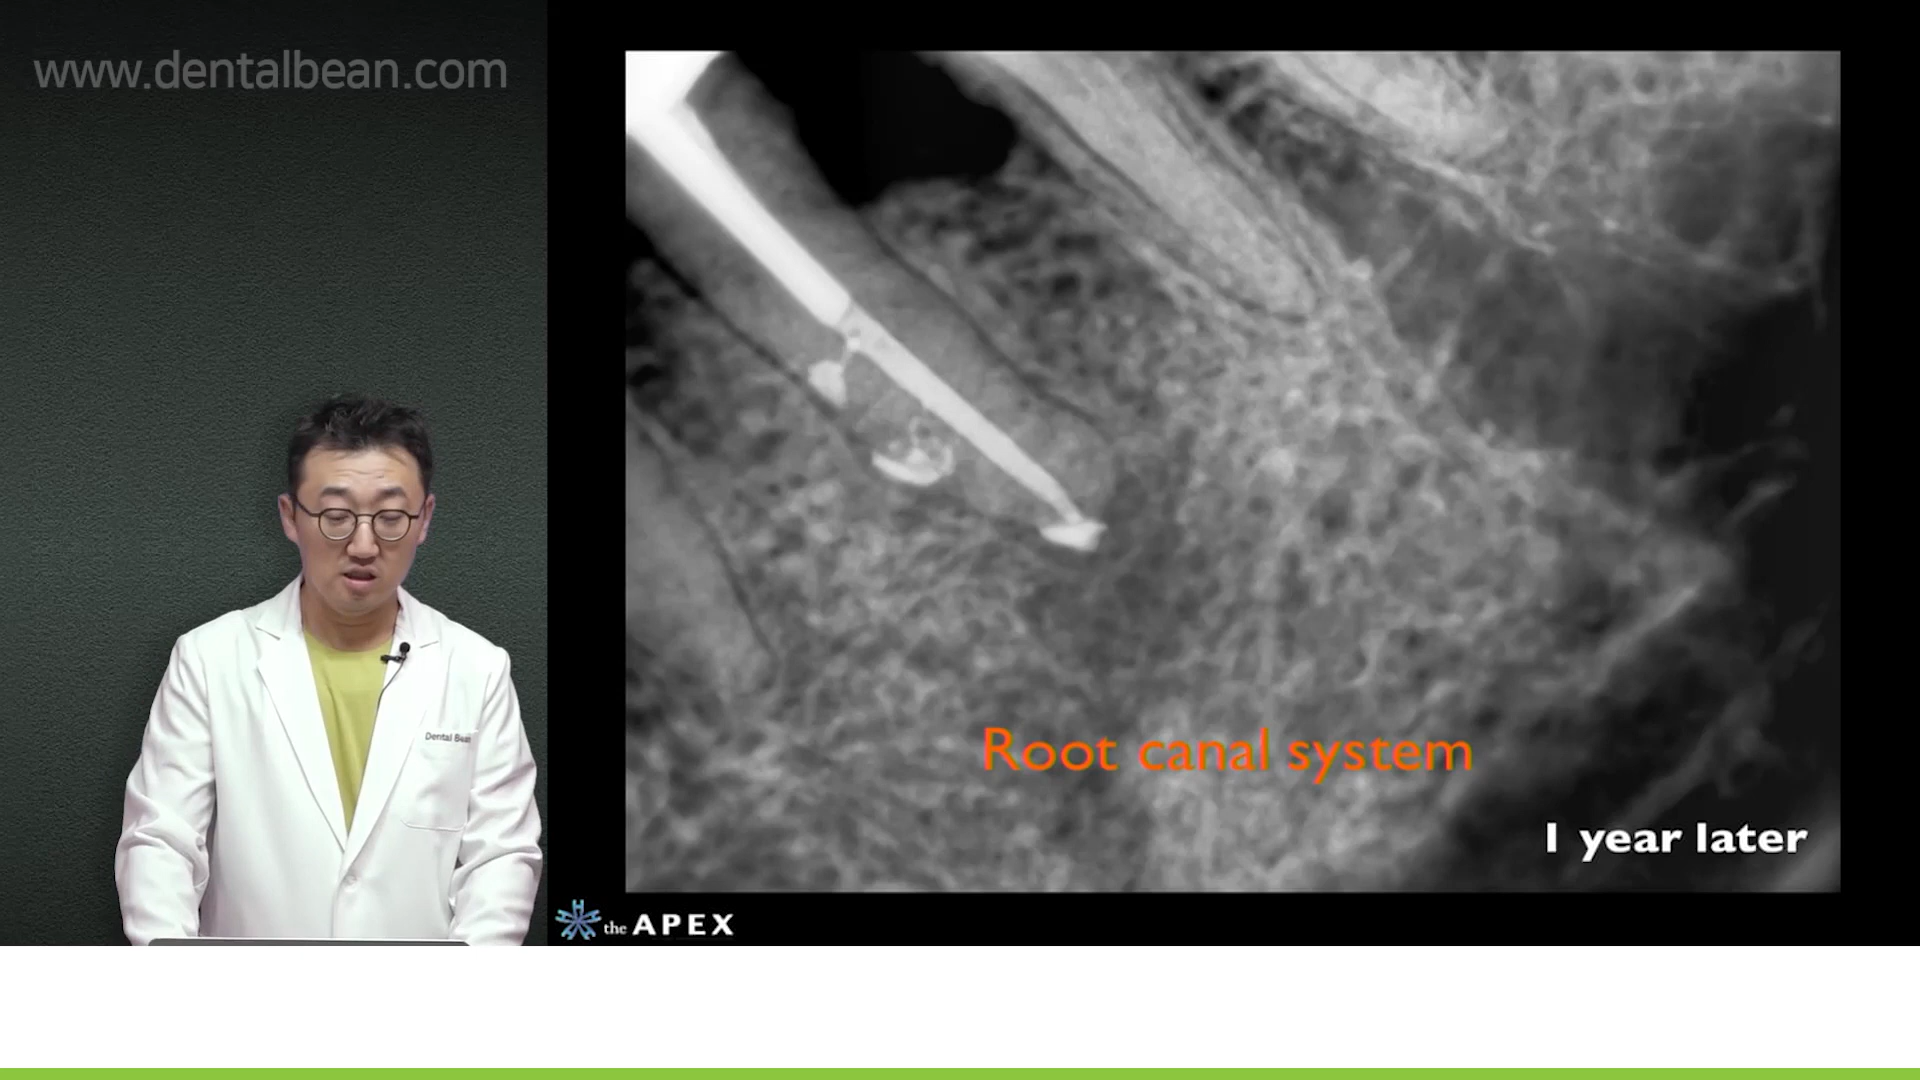 www.dentalbean.com
Root canal system
1 year later
Dental Bean
the APEX